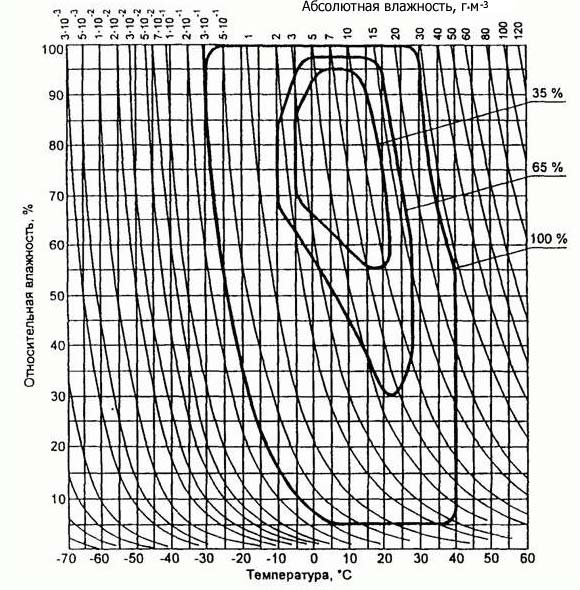 Абсолютная влажность, г·м-3
3·10-3 5·10-3 1·10-2 2·10-2 3·10-2 5·10-2 7·10-2 1·10-1 2·10-1 3·10-1 5·10-1 1 2 3 5 7 10 15 20 30 40 50 60 80 100 120
100
90
80
70
60
50
40
30
20
10
Относительная влажность, %
35 %
65 %
100 %
-70 -60 -50 -40 -30 -20 -10 0 10 20 30 40 50 60
Температура, °С